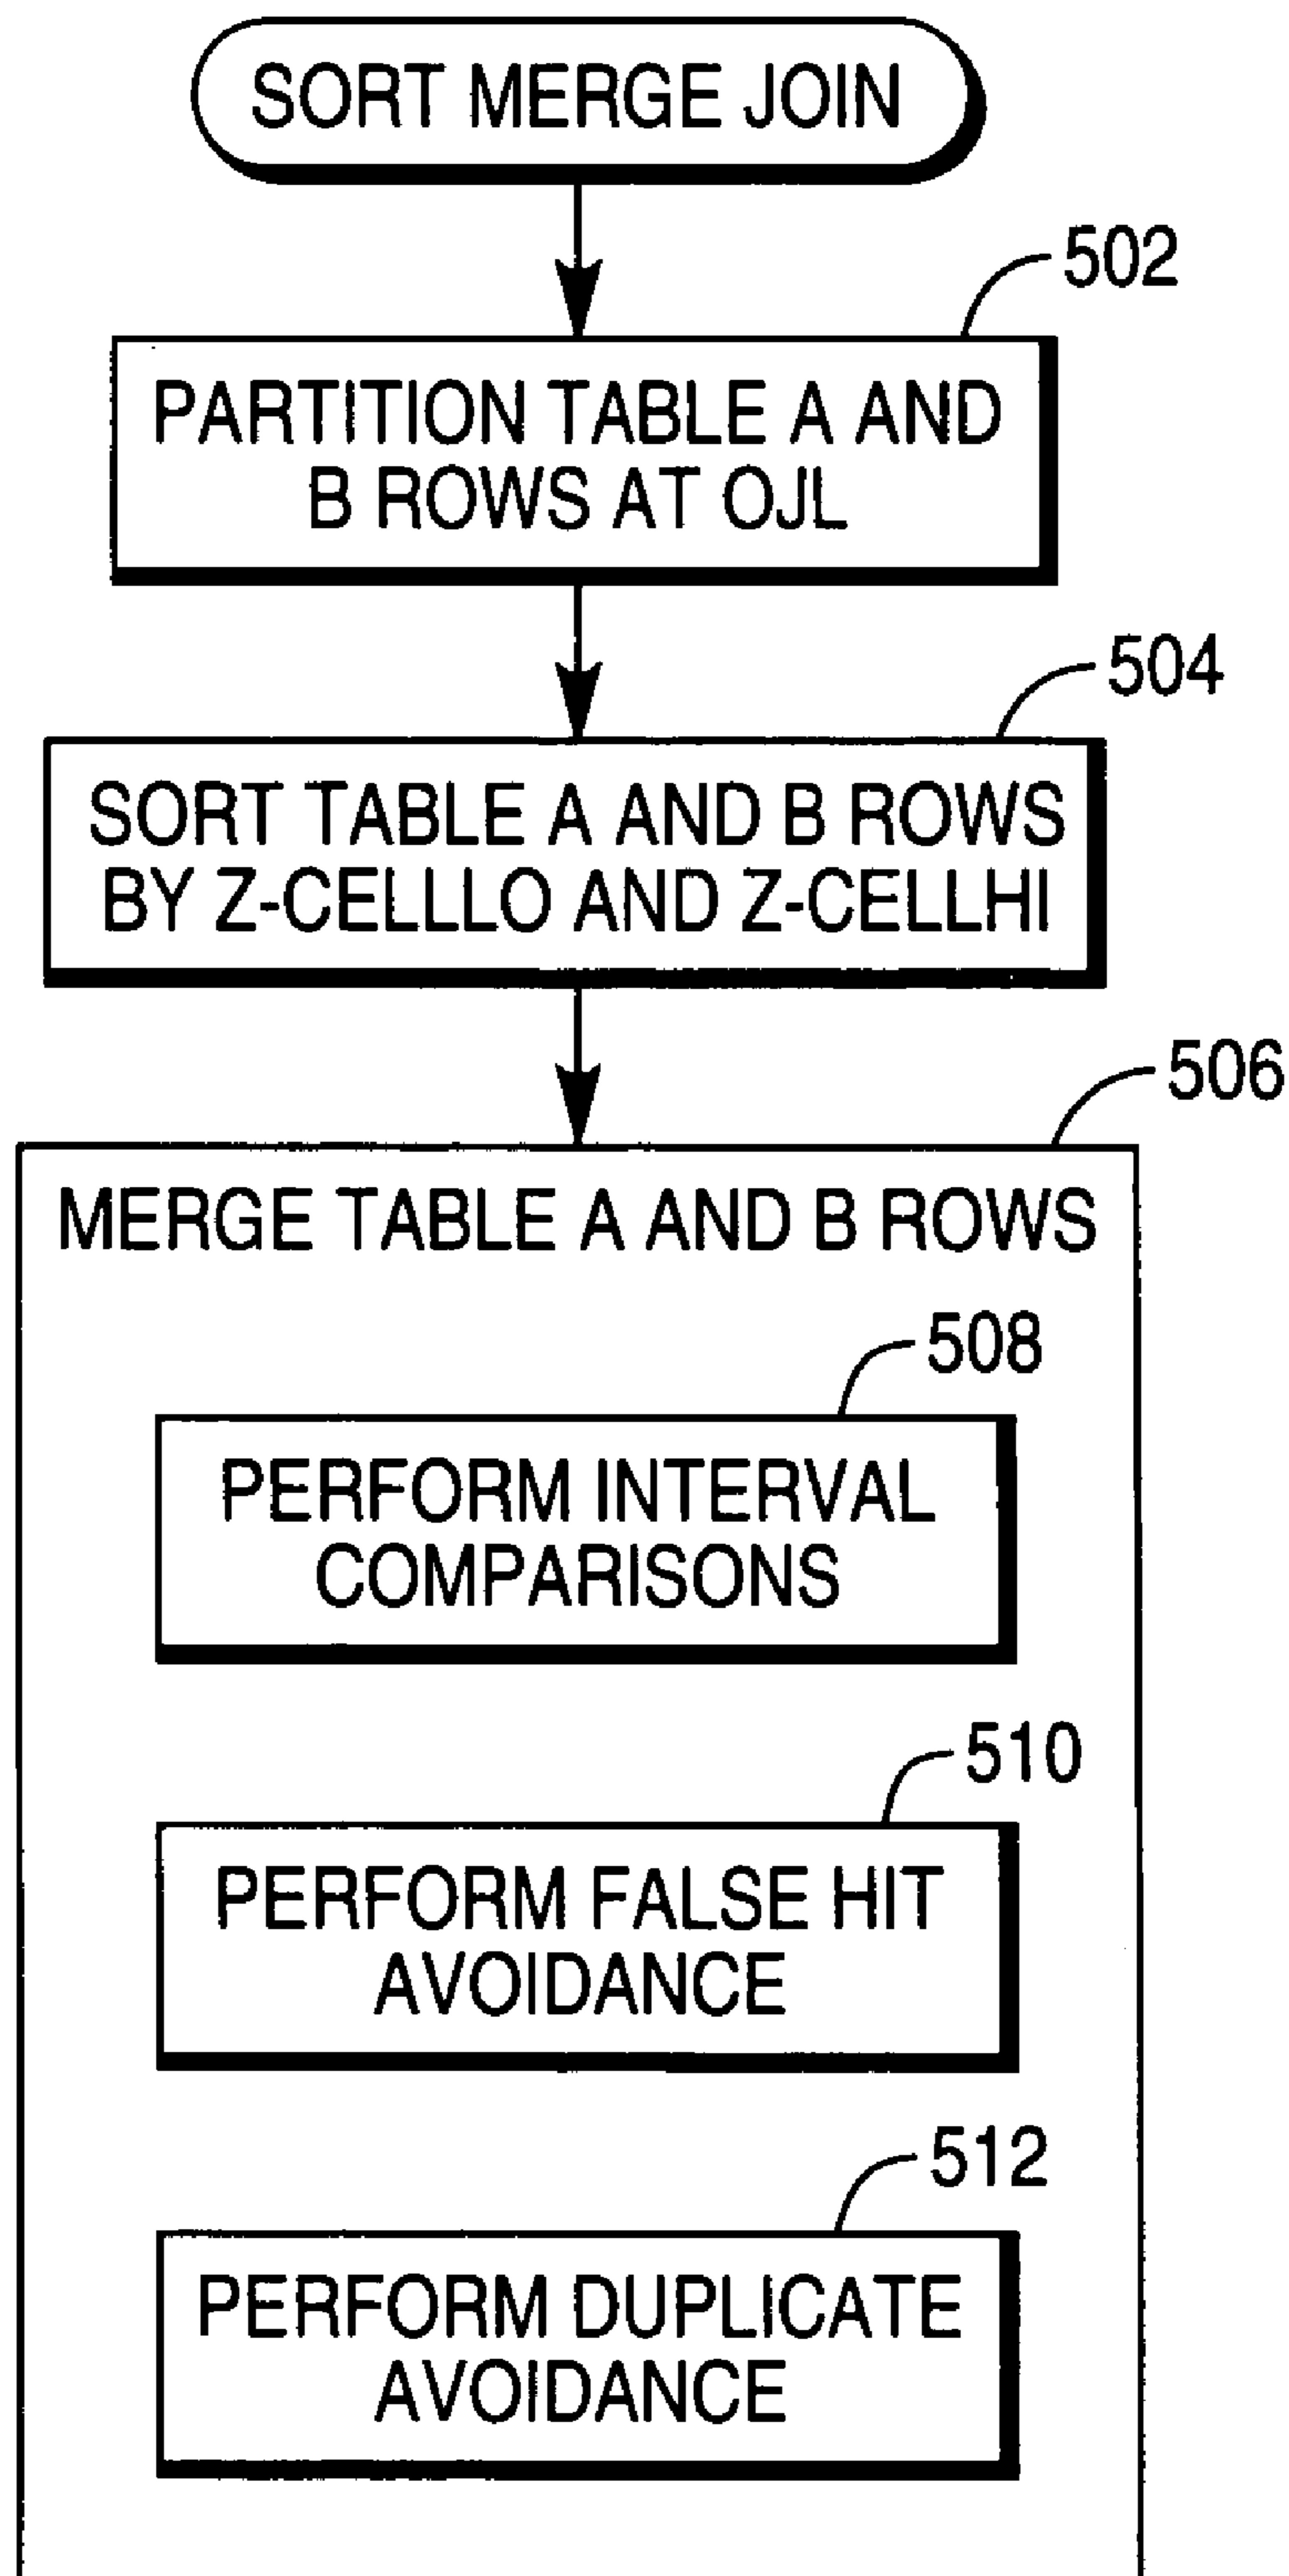 SORT MERGE JOIN
502
PARTITION TABLE A AND
B ROWS AT OJL
504
SORT TABLE A AND B ROWS
BY Z-CELLLO AND Z-CELLHI
506
MERGE TABLE A AND B ROWS
508
PERFORM INTERVAL
COMPARISONS
510
PERFORM FALSE HIT
AVOIDANCE
512
PERFORM DUPLICATE
AVOIDANCE